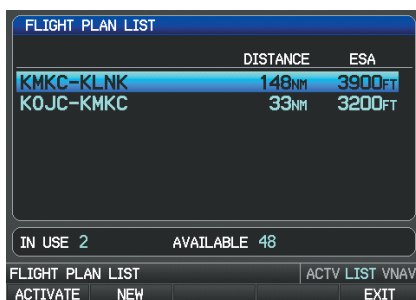 FLIGHT PLAN LIST
DISTANCE ESA
KMKC-KLNK 148NM 3900FT
KOJC-KMKC 33NM 3200FT
IN USE 2 AVAILABLE 48
FLIGHT PLAN LIST ACTV LIST VNAV
ACTIVATE NEW EXIT